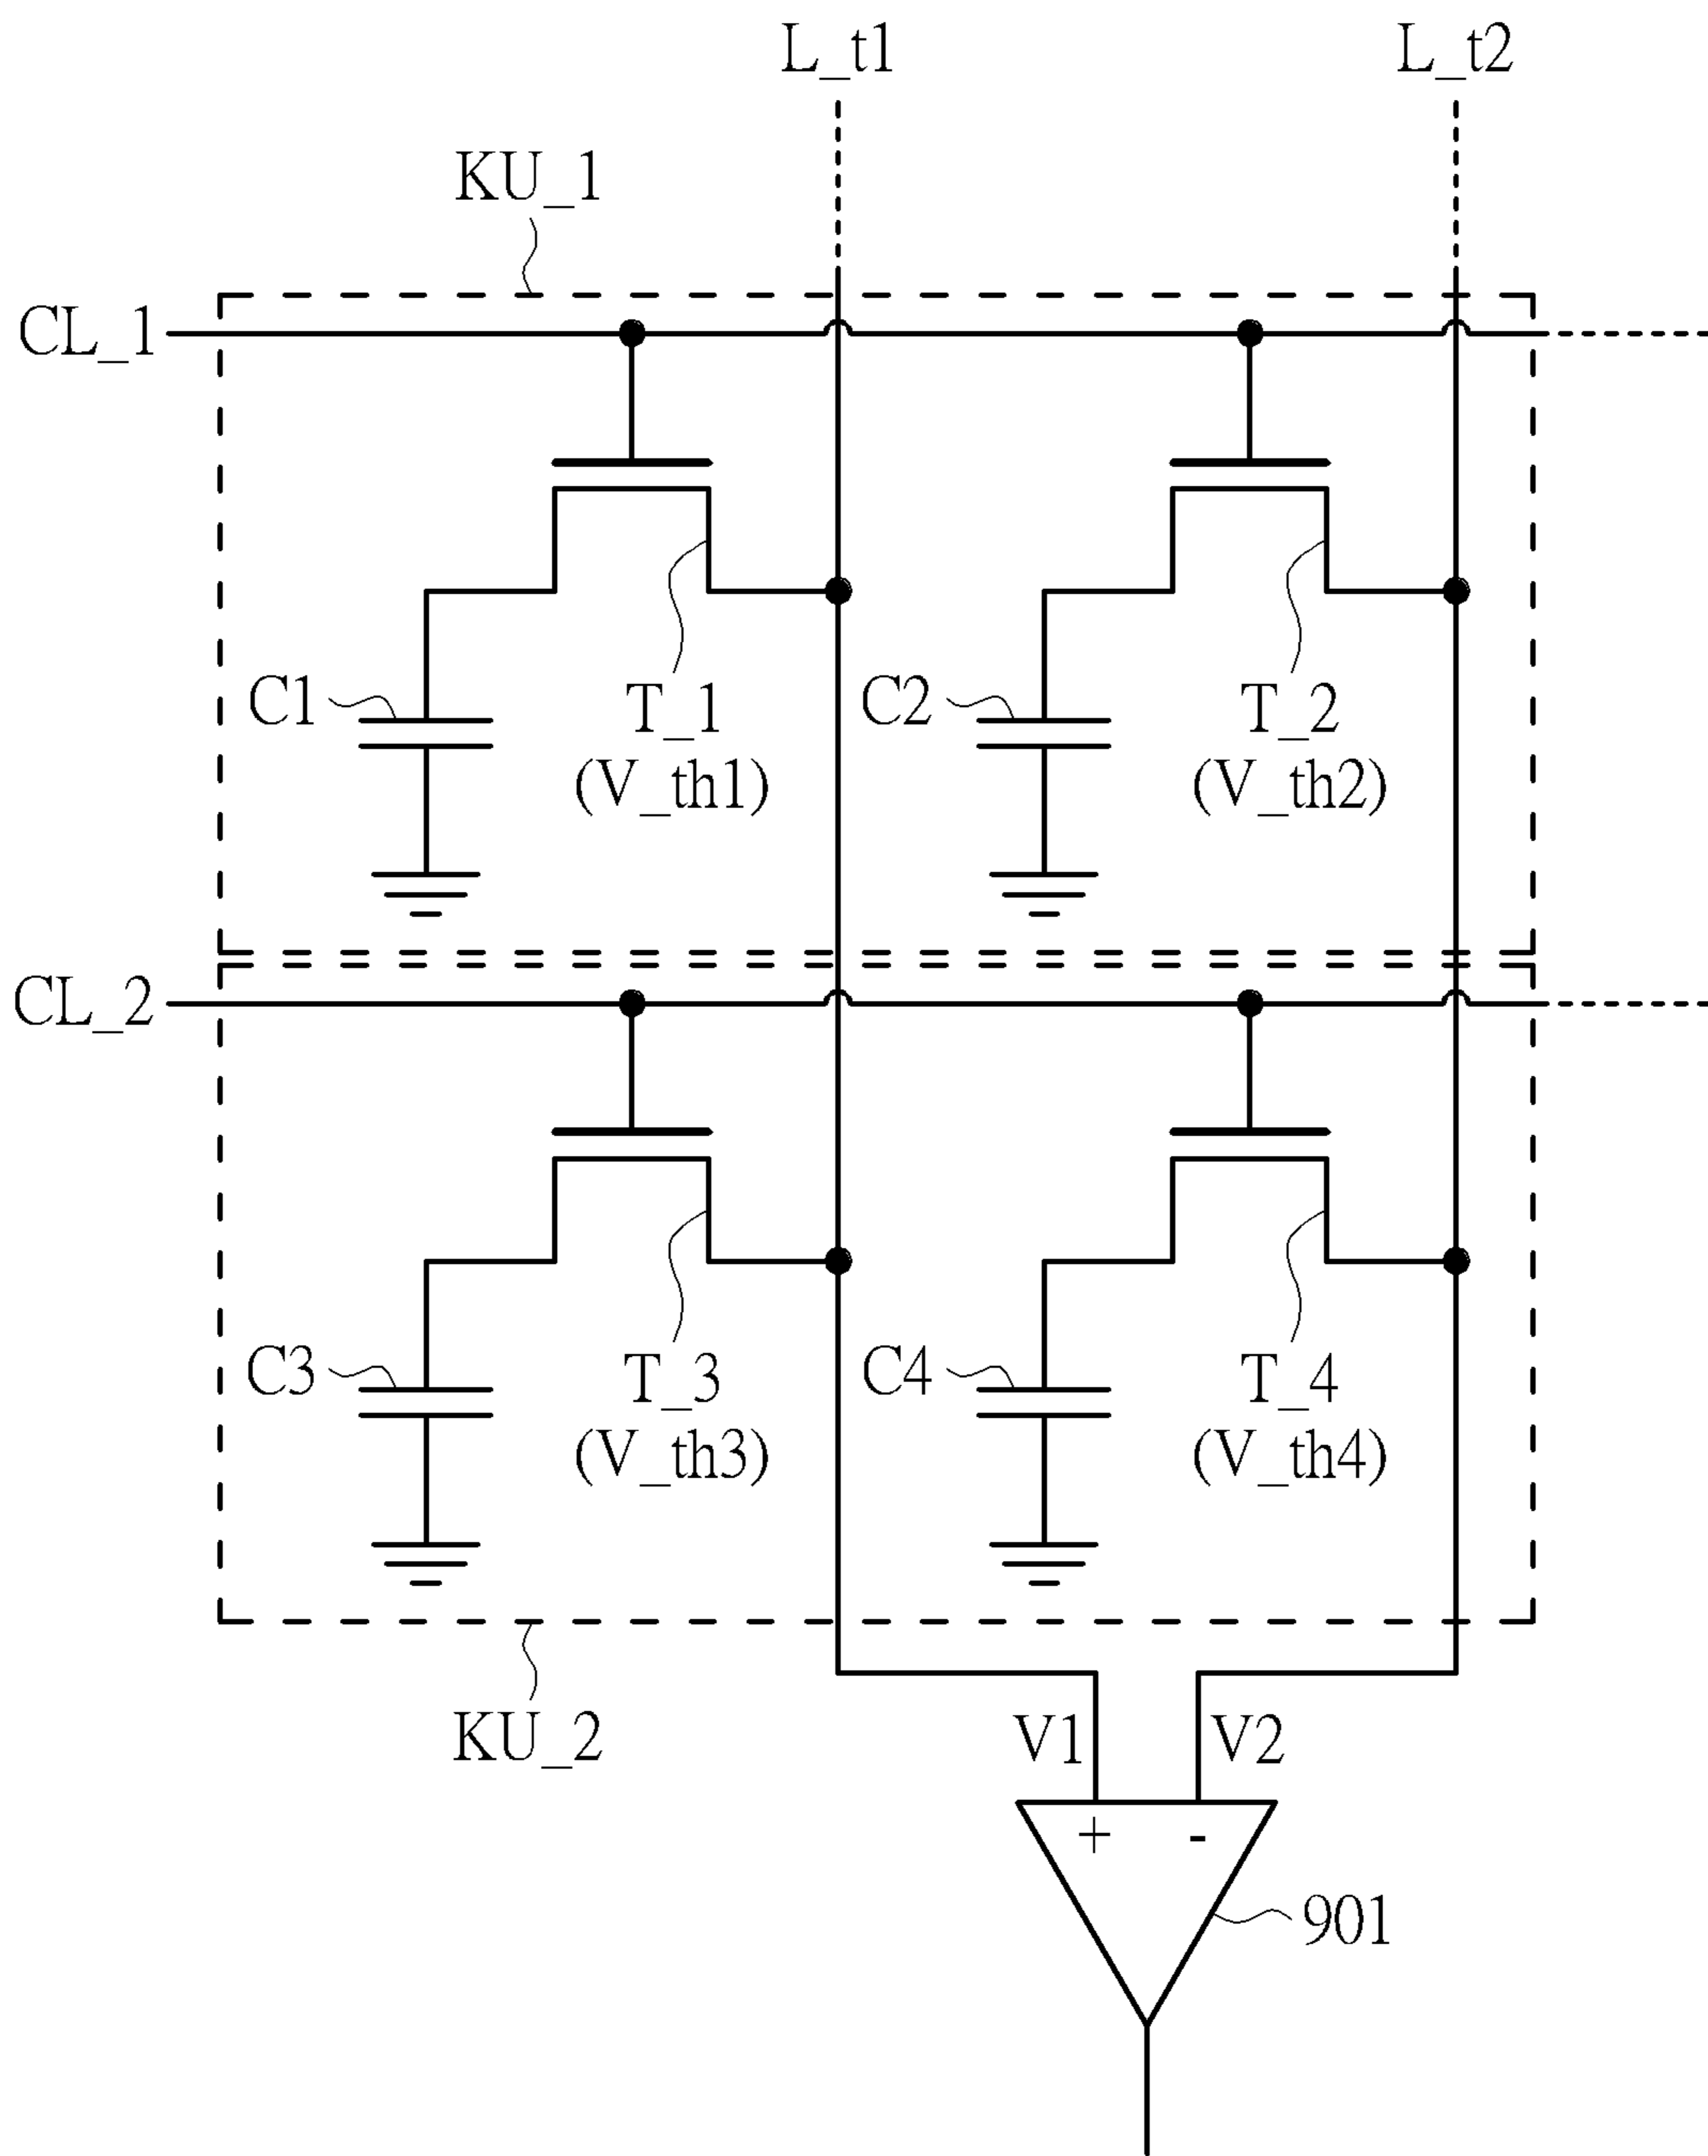 L_t1
L_t2
KU_1
CL_1
C1
T_1
(V_th1)
C2
T_2
(V_th2)
CL_2
C3
T_3
(V_th3)
C4
T_4
(V_th4)
KU_2
V1
V2
+
-
901